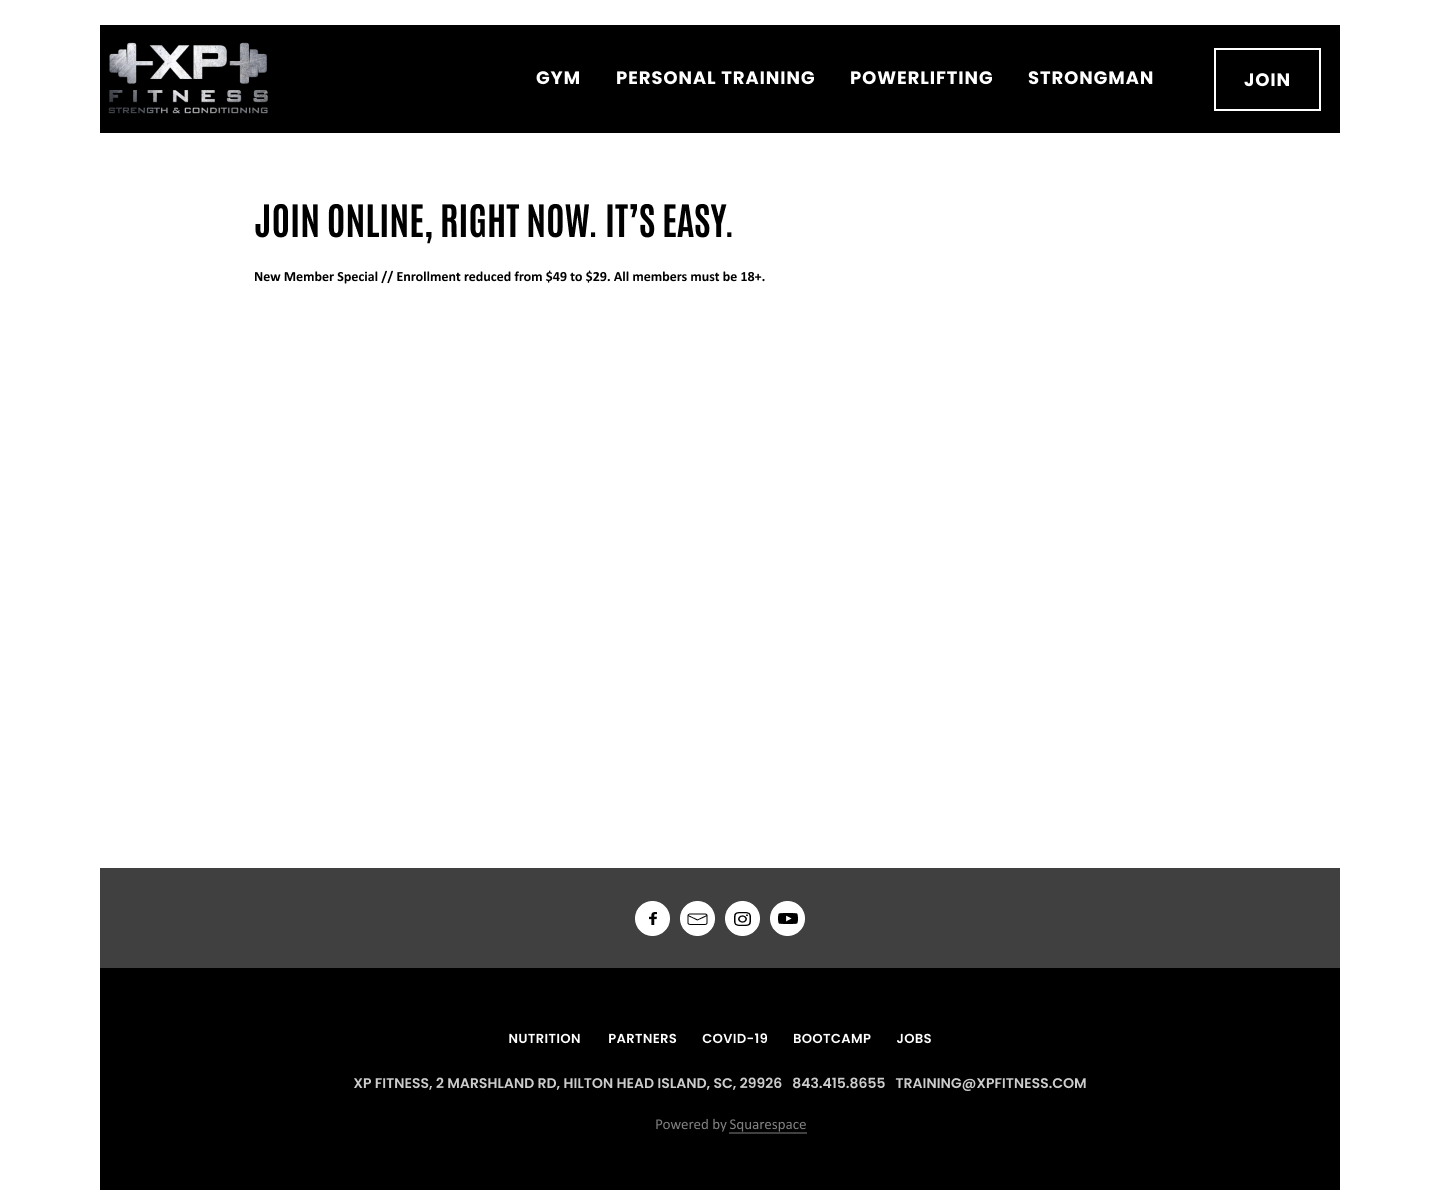 XP
FITNESS
STRENGTH & CONDITIONING
GYM PERSONAL TRAINING POWERLIFTING STRONGMAN JOIN
JOIN ONLINE, RIGHT NOW. IT’S EASY.
New Member Special // Enrollment reduced from $49 to $29. All members must be 18+.
NUTRITION PARTNERS COVID-19 BOOTCAMP JOBS
XP FITNESS, 2 MARSHLAND RD, HILTON HEAD ISLAND, SC, 29926 843.415.8655 TRAINING@XPFITNESS.COM
Powered by Squarespace